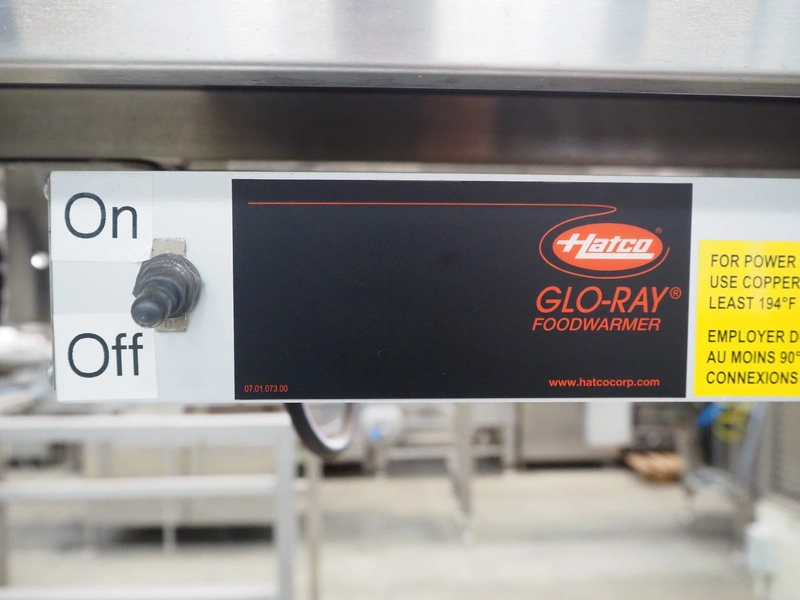 On
Off
Hatco®
GLO-RAY®
FOODWARMER
07.01.073.00
www.hatcocorp.com
FOR POWER
USE COPPER
LEAST 194°F
EMPLOYER D
AU MOINS 90°
CONNEXIONS